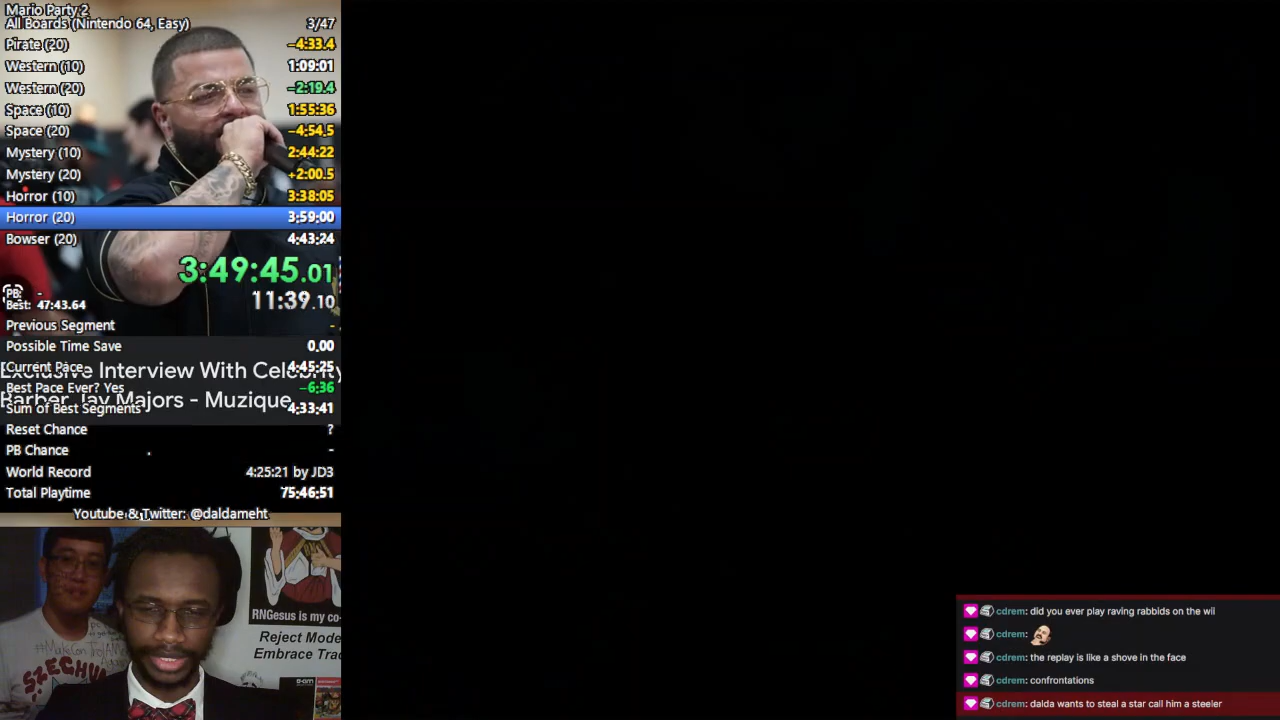 Mario Party 2
All Boards (Nintendo 64, Easy) 3/47
Pirate (20) −4:33.4
Western (10) 1:09:01
Western (20) −2:19.4
Space (10) 1:55:36
Space (20) −4:54.5
Mystery (10) 2:44:22
Mystery (20) +2:00.5
Horror (10) 3:38:05
Horror (20) 3:59:00
Bowser (20) 4:43:24
3:49:45.01
PB: -
11:39.10
Best: 47:43.64
Previous Segment -
Possible Time Save 0.00
Current Pace 4:45:25
Exclusive Interview With Celebrity
Best Pace Ever? Yes −6:36
Barber Jay Majors - Muzique
Sum of Best Segments 4:33:41
Reset Chance ?
PB Chance -
World Record 4:25:21 by JD3
Total Playtime 75:46:51
Youtube & Twitter: @daldameht
RNGesus is my co-
Reject Mode
Embrace Tra
cdrem: did you ever play raving rabbids on the wil
cdrem:
cdrem: the replay is like a shove in the face
cdrem: confrontations
cdrem: dalda wants to steal a star call him a steeler